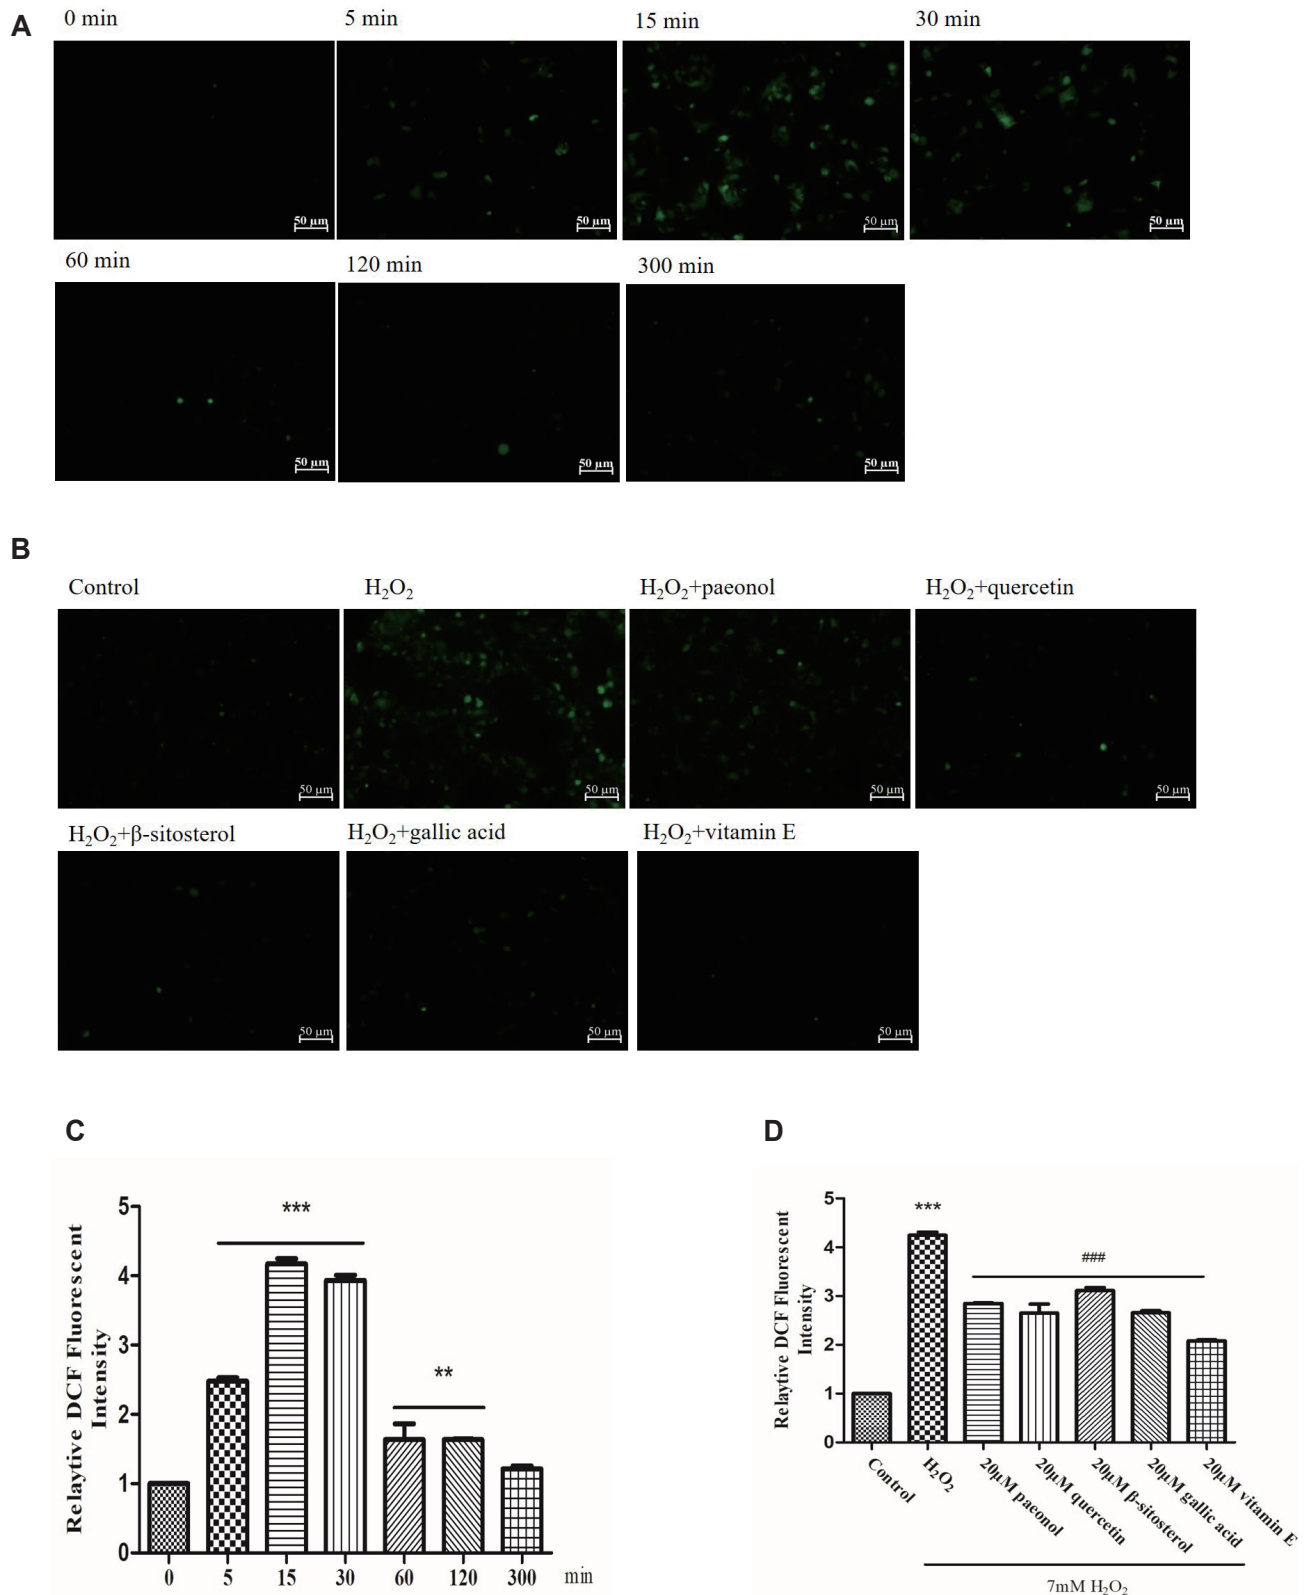 A
0 min 5 min 15 min 30 min
50 µm 50 µm 50 µm 50 µm
60 min 120 min 300 min
50 µm 50 µm 50 µm
B
Control H₂O₂ H₂O₂+paeonol H₂O₂+quercetin
50 µm 50 µm 50 µm 50 µm
H₂O₂+β-sitosterol H₂O₂+gallic acid H₂O₂+vitamin E
50 µm 50 µm 50 µm
C
Relaytive DCF Fluorescent
Intensity
5
4
3
2
1
0
***
**
0 5 15 30 60 120 300 min
D
Relaytive DCF Fluorescent
Intensity
5
4
3
2
1
0
***
###
Control
H₂O₂
20µM paeonol
20µM quercetin
20µM β-sitosterol
20µM gallic acid
20µM vitamin E
7mM H₂O₂